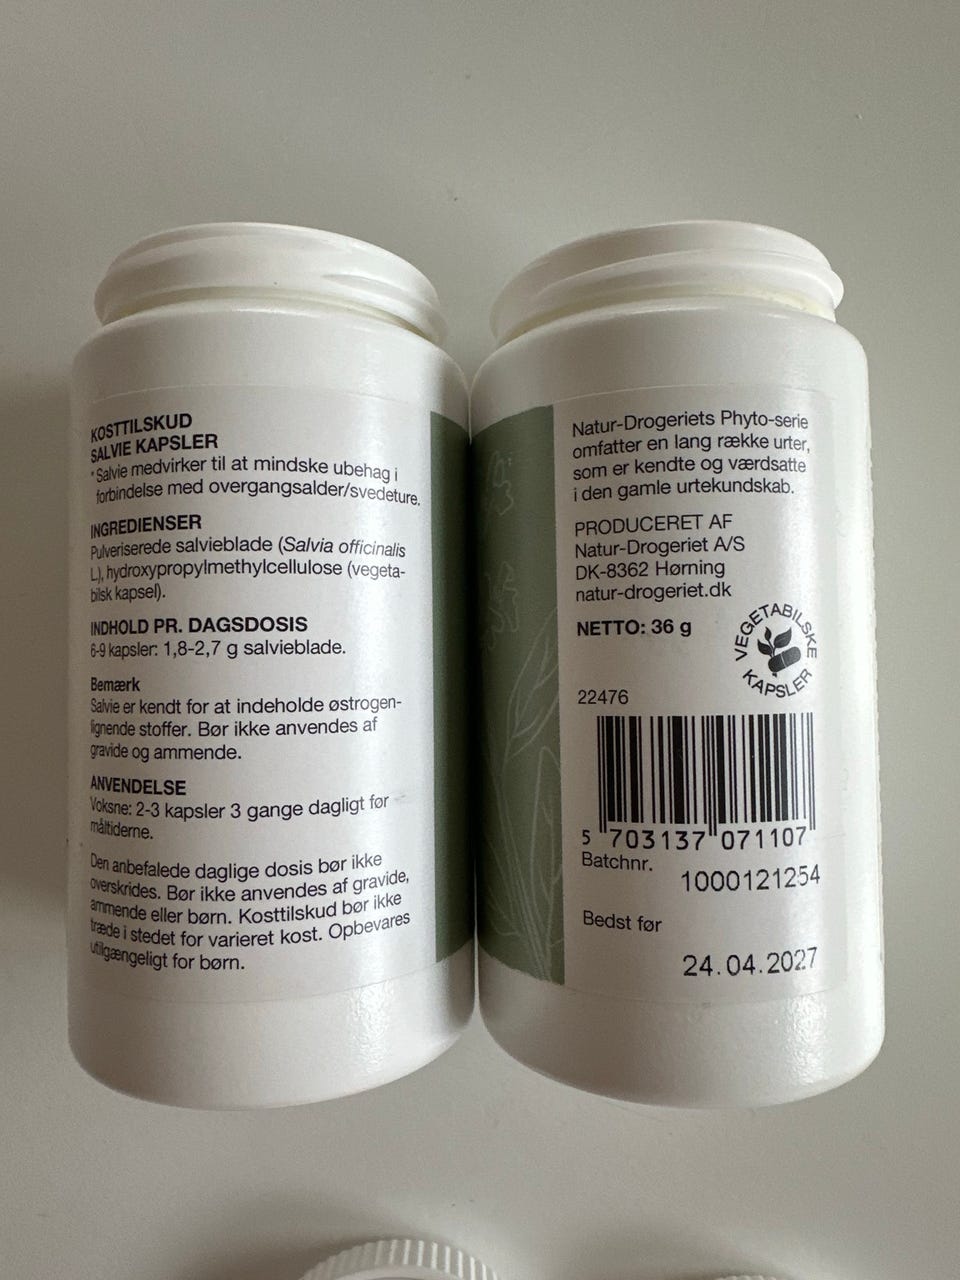 KOSTTILSKUD
SALVIE KAPSLER
*Salvie medvirker til at mindske ubehag i
forbindelse med overgangsalder/svedeture.
INGREDIENSER
Pulveriserede salvieblade (Salvia officinalis
L.), hydroxypropylmethylcellulose (vegeta-
bilsk kapsel).
INDHOLD PR. DAGSDOSIS
6-9 kapsler: 1,8-2,7 g salvieblade.
Bemærk
Salvie er kendt for at indeholde østrogen-
lignende stoffer. Bør ikke anvendes af
gravide og ammende.
ANVENDELSE
Voksne: 2-3 kapsler 3 gange dagligt før
måltiderne.
Den anbefalede daglige dosis bør ikke
overskrides. Bør ikke anvendes af gravide,
ammende eller børn. Kosttilskud bør ikke
træde i stedet for varieret kost. Opbevares
utilgængeligt for børn.
Natur-Drogeriets Phyto-serie
omfatter en lang række urter,
som er kendte og værdsatte
i den gamle urtekundskab.
PRODUCERET AF
Natur-Drogeriet A/S
DK-8362 Hørning
natur-drogeriet.dk
NETTO: 36 g
VEGETABILSKE
KAPSLER
22476
5 703137 071107
Batchnr.
1000121254
Bedst før
24.04.2027